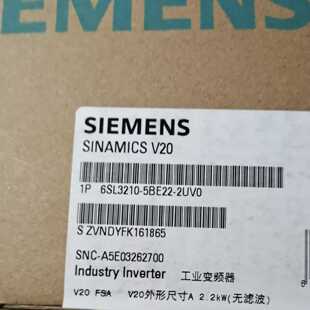 SIEMENS
SIEMENS
SINAMICS V20
1P 6SL3210-5BE22-2UV0
S ZVNDYFK161865
SNC-A5E03262700
Industry Inverter 工业变频器
V20 FSA V20外形尺寸A 2.2kW(无滤波)